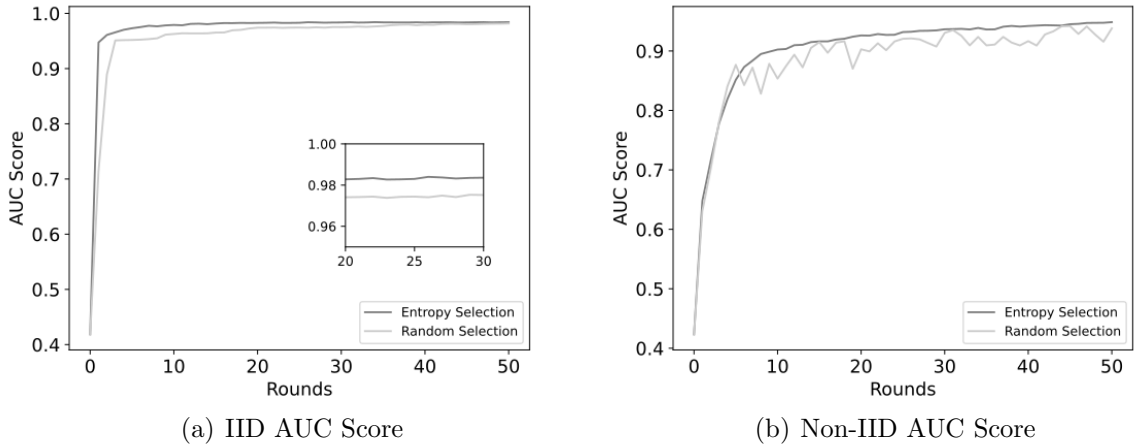 1.0
0.9
0.8
0.7
0.6
0.5
0.4
AUC Score
1.00
0.98
0.96
20 25 30
Entropy Selection
Random Selection
0 10 20 30 40 50
Rounds
(a) IID AUC Score
0.9
0.8
0.7
0.6
0.5
0.4
AUC Score
Entropy Selection
Random Selection
0 10 20 30 40 50
Rounds
(b) Non-IID AUC Score